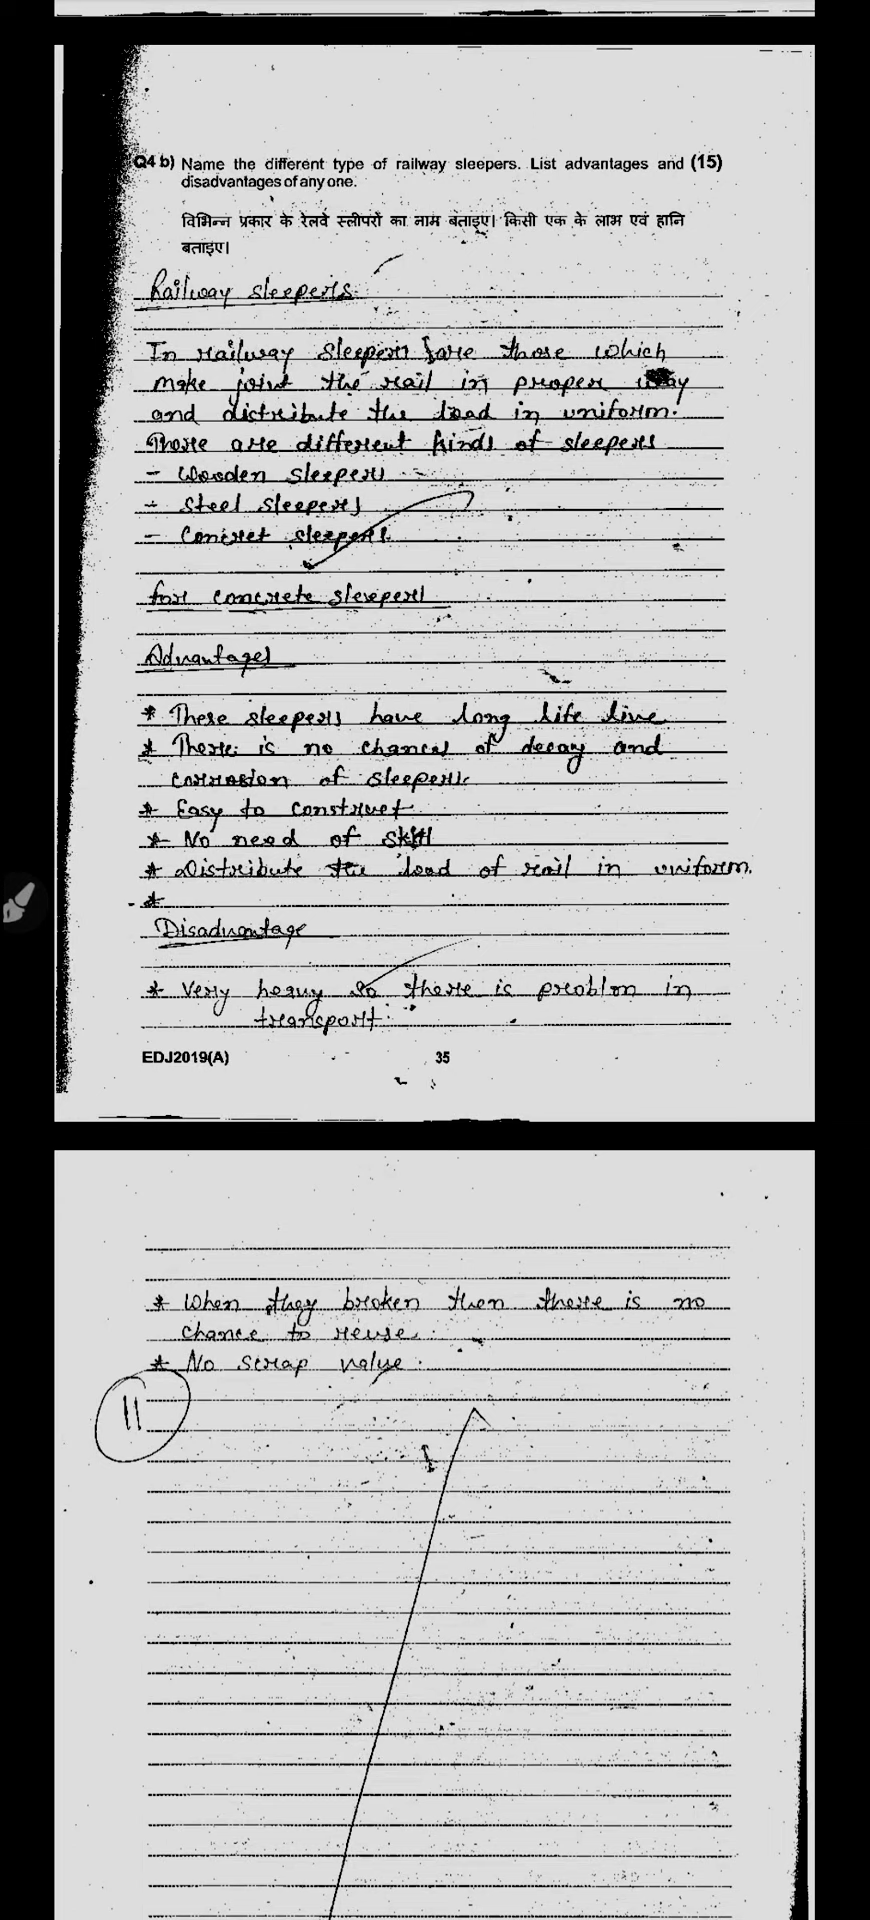 Q4 b) Name the different type of railway sleepers. List advantages and (15)
disadvantages of any one.
विभिन्न प्रकार के रेलवे स्लीपरों का नाम बताइए। किसी एक के लाभ एवं हानि
बताइए।
Railway sleepers
In railway sleepers are those which
make joint the rail in proper way
and distribute the load in uniform.
There are different kinds of sleepers
- Wooden sleepers
- Steel sleepers
- Concret sleepers.
for concrete sleepers
Advantages
* These sleepers have long life live
* There is no chances of decay and
corrosion of sleepers.
* Easy to construct
* No need of skill
* Distribute the load of rail in uniform.
*
Disadvantage
* Very heavy so there is problem in
transport.
EDJ2019(A) 35
* When they broken then there is no
chance to reuse.
* No scrap value.
11